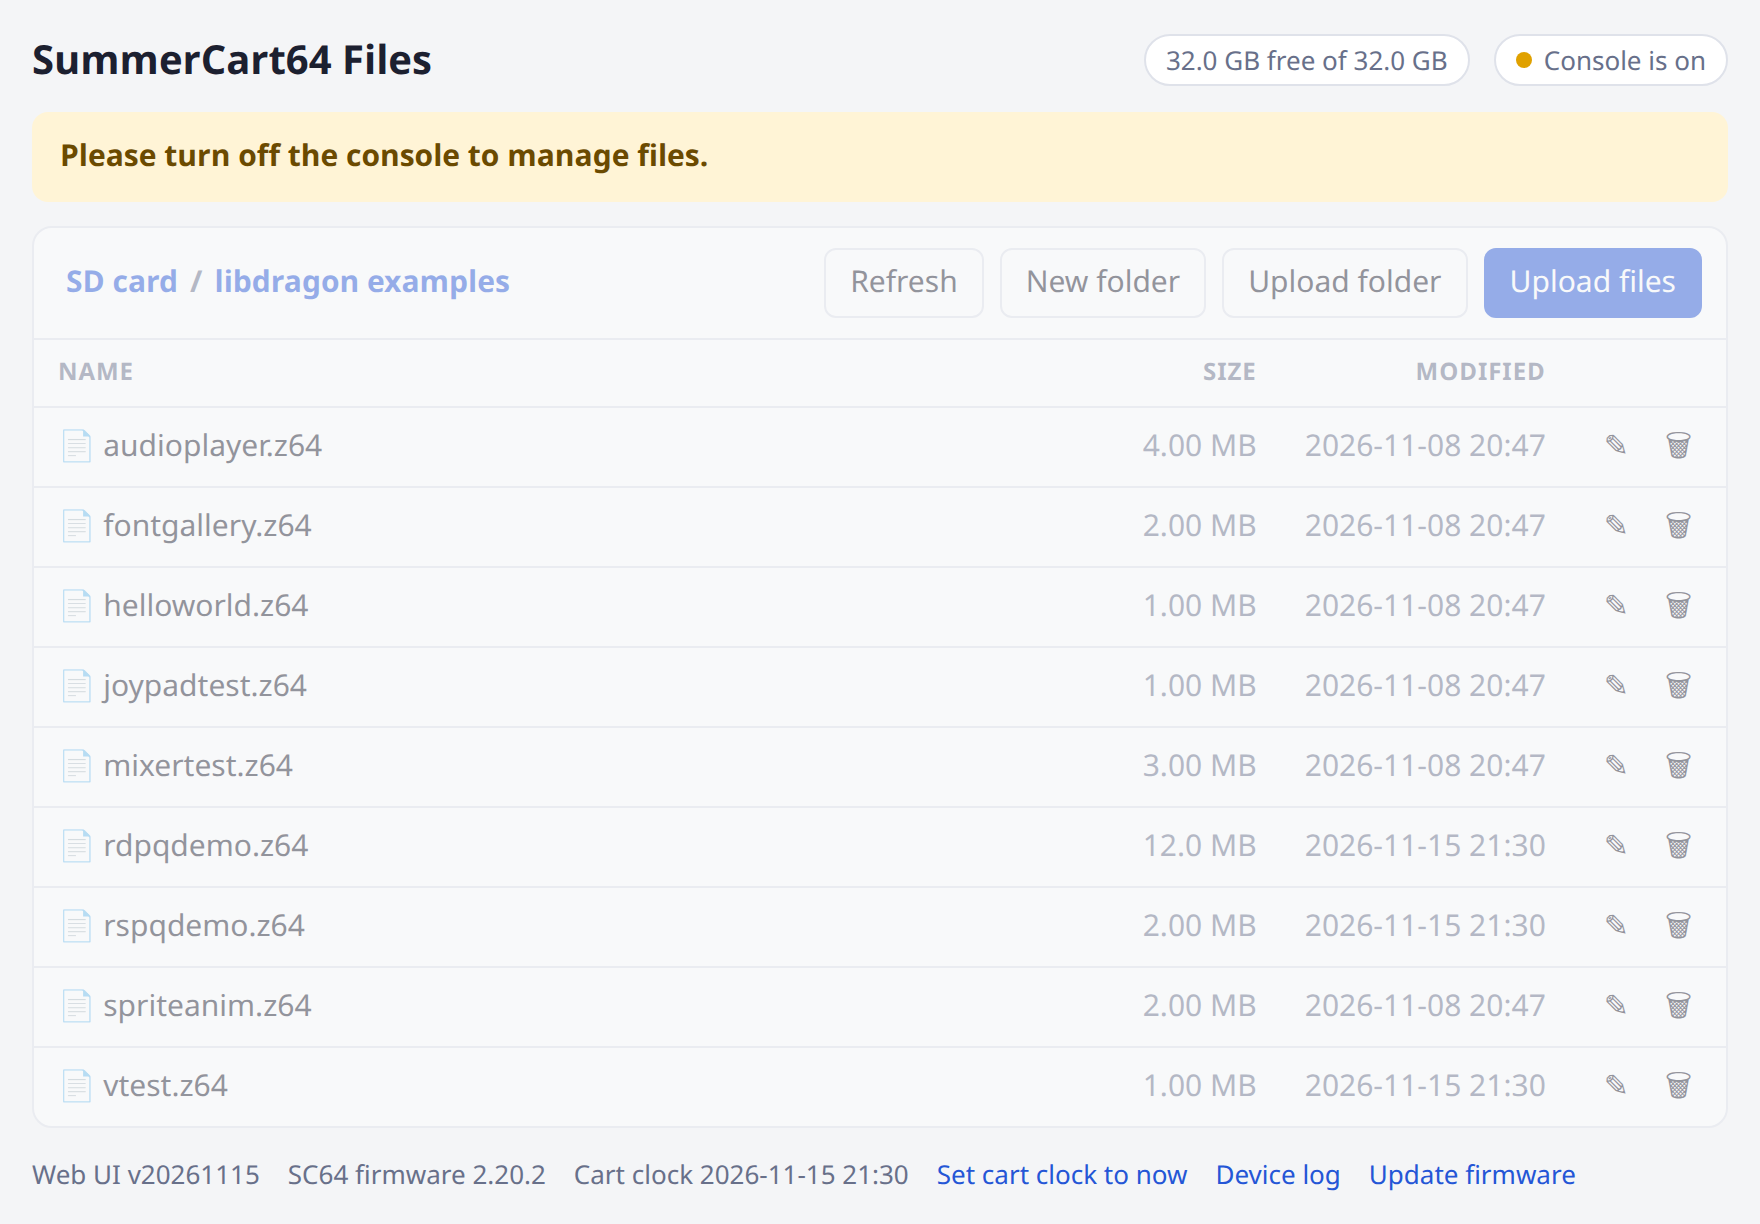 SummerCart64 Files
32.0 GB free of 32.0 GB
Console is on
Please turn off the console to manage files.
SD card / libdragon examples
Refresh
New folder
Upload folder
Upload files
NAME SIZE MODIFIED
audioplayer.z64 4.00 MB 2026-11-08 20:47
fontgallery.z64 2.00 MB 2026-11-08 20:47
helloworld.z64 1.00 MB 2026-11-08 20:47
joypadtest.z64 1.00 MB 2026-11-08 20:47
mixertest.z64 3.00 MB 2026-11-08 20:47
rdpqdemo.z64 12.0 MB 2026-11-15 21:30
rspqdemo.z64 2.00 MB 2026-11-15 21:30
spriteanim.z64 2.00 MB 2026-11-08 20:47
vtest.z64 1.00 MB 2026-11-15 21:30
Web UI v20261115 SC64 firmware 2.20.2 Cart clock 2026-11-15 21:30 Set cart clock to now Device log Update firmware